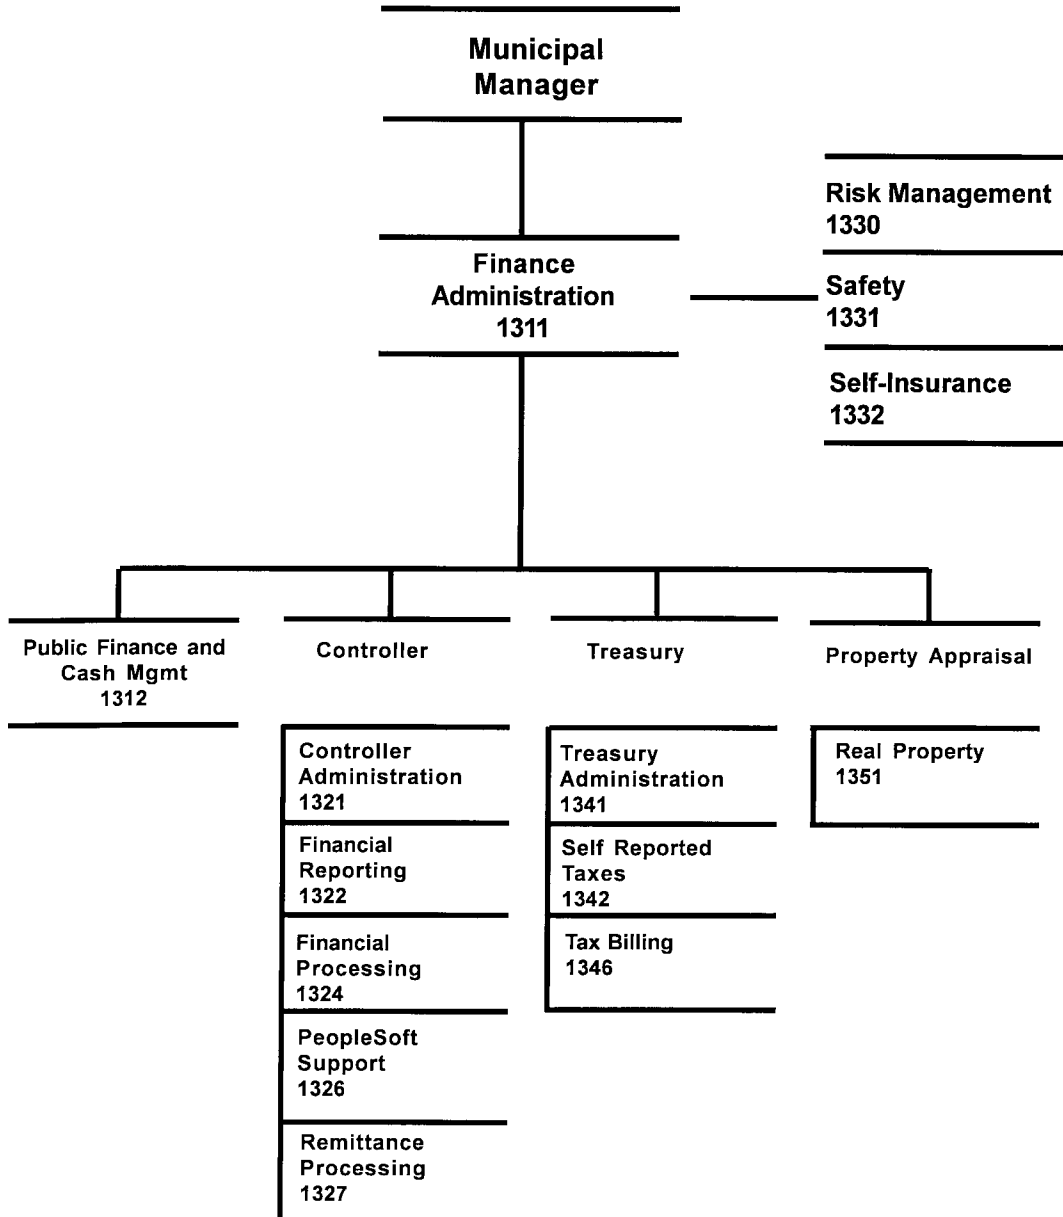 Municipal
Manager
Risk Management
1330
Finance
Administration
1311
Safety
1331
Self-Insurance
1332
Public Finance and
Cash Mgmt
1312
Controller
Treasury
Property Appraisal
Controller
Administration
1321
Financial
Reporting
1322
Financial
Processing
1324
PeopleSoft
Support
1326
Remittance
Processing
1327
Treasury
Administration
1341
Self Reported
Taxes
1342
Tax Billing
1346
Real Property
1351